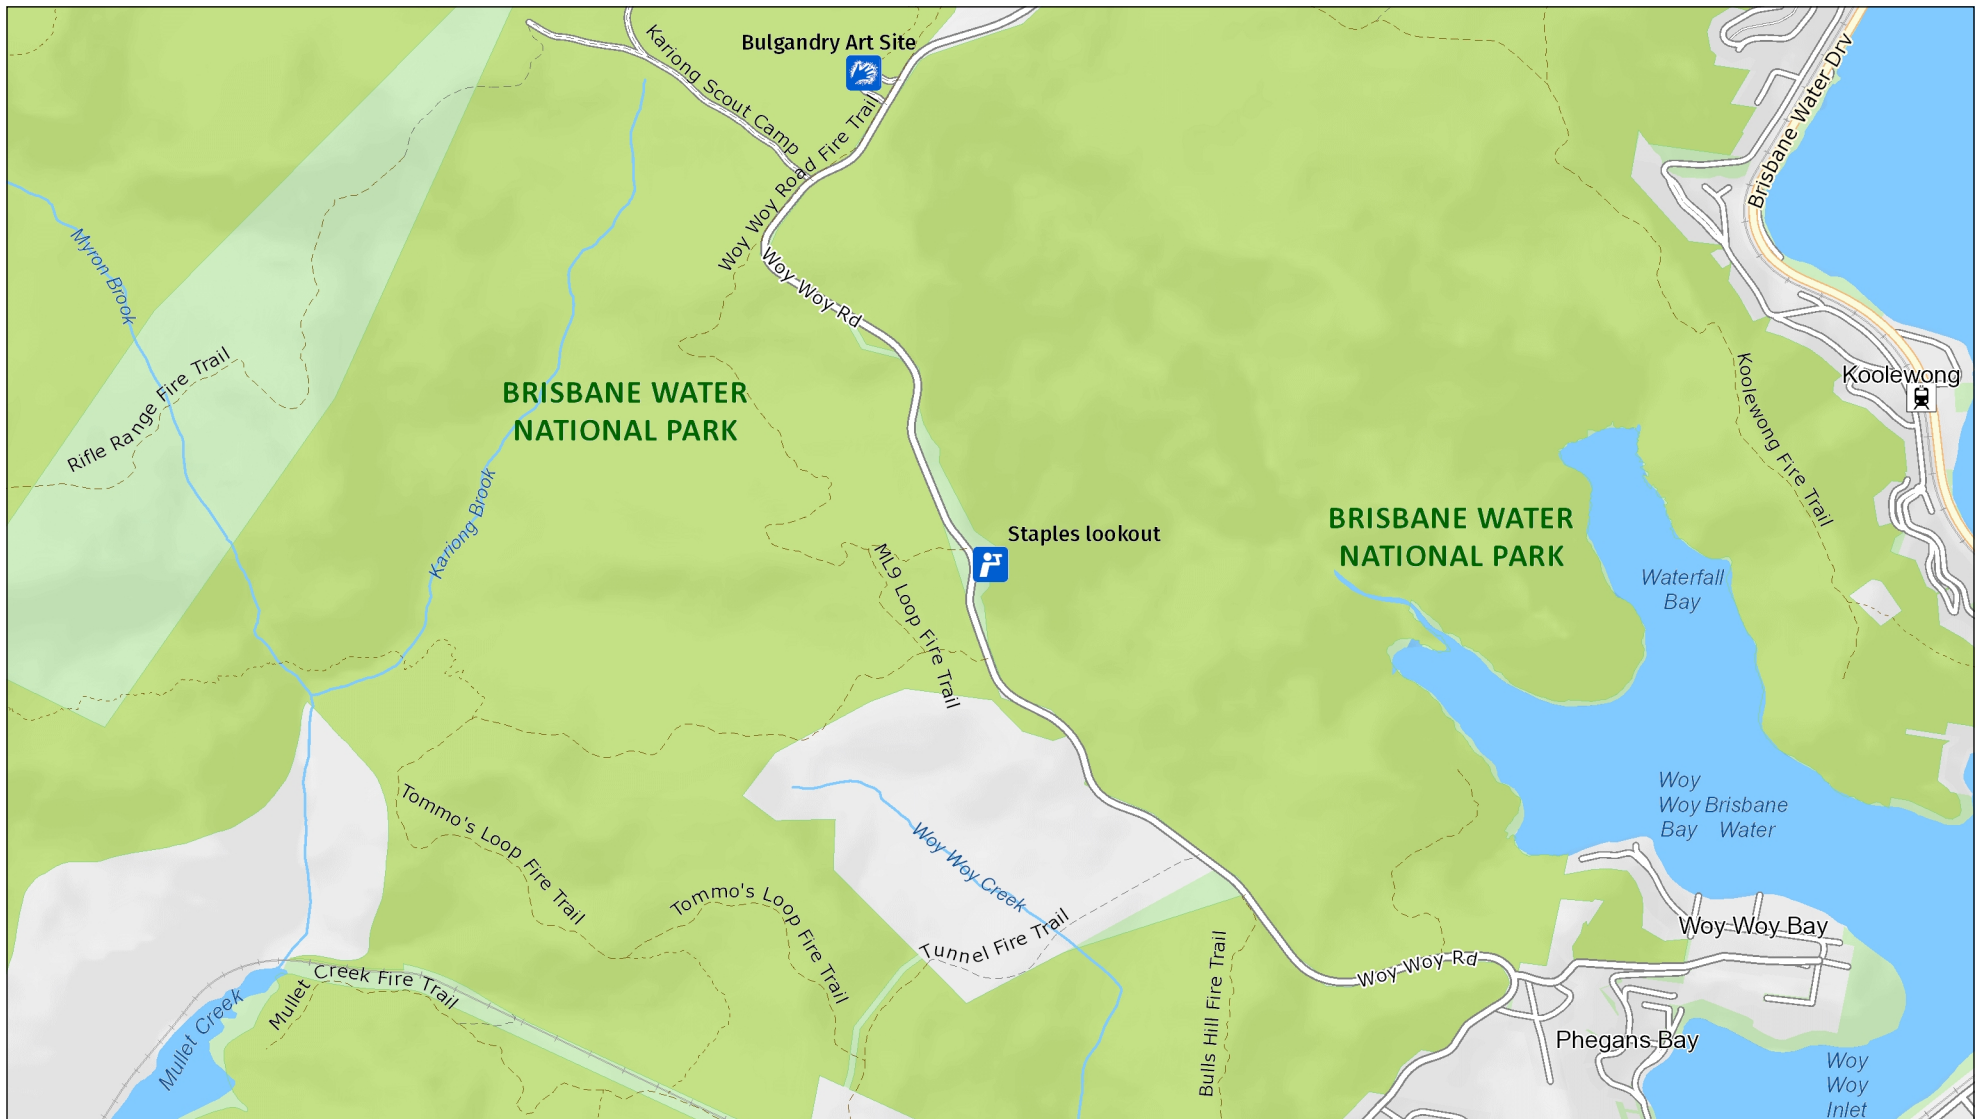 Bulgandry Art Site
Kariong Scout Camp
Woy Woy Road Fire Trail
Brisbane Water Drv
Myron Brook
Woy Woy Rd
Rifle Range Fire Trail
BRISBANE WATER
NATIONAL PARK
Koolewong
Koolewong Fire Trail
Kariong Brook
Staples lookout
BRISBANE WATER
NATIONAL PARK
ML9 Loop Fire Trail
Waterfall
Bay
Woy
Woy
Bay
Brisbane
Water
Tommo's Loop Fire Trail
Woy Woy Creek
Tommo's Loop Fire Trail
Tunnel Fire Trail
Woy Woy Bay
Bulls Hill Fire Trail
Woy Woy Rd
Mullet Creek Fire Trail
Mullet Creek
Phegans Bay
Woy
Woy
Inlet